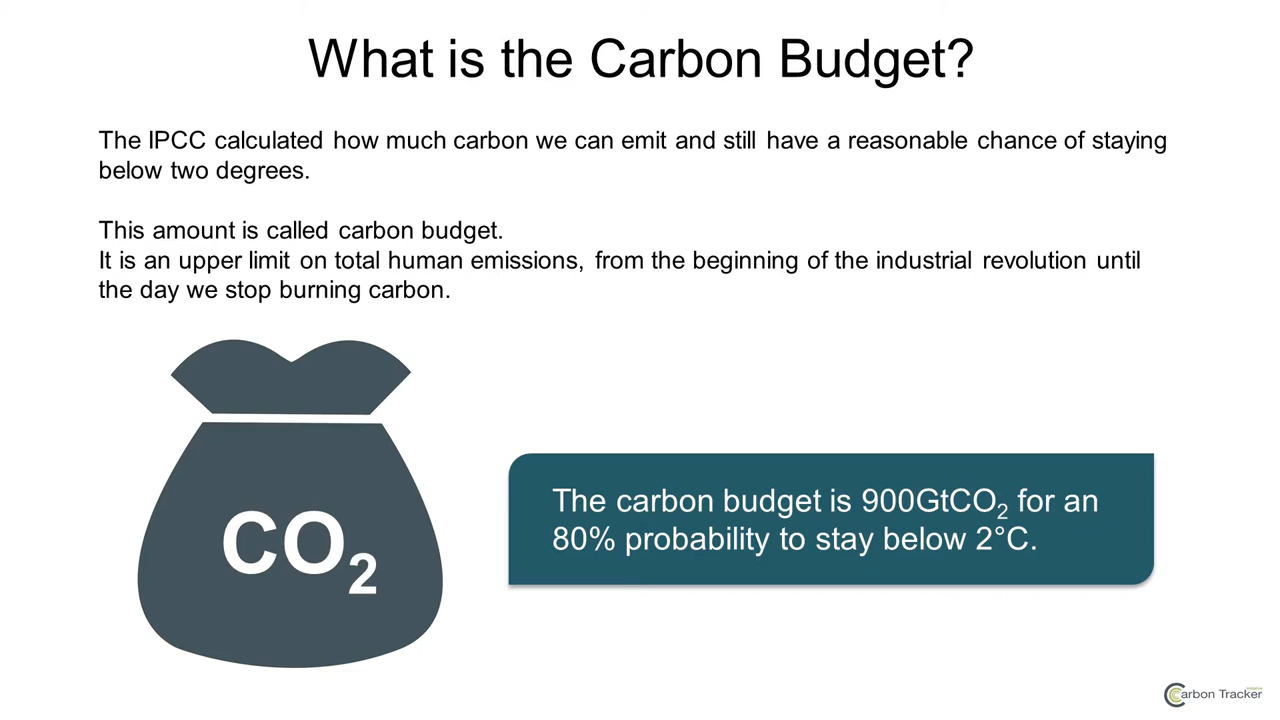 What is the Carbon Budget?
The IPCC calculated how much carbon we can emit and still have a reasonable chance of staying
below two degrees.
This amount is called carbon budget.
It is an upper limit on total human emissions, from the beginning of the industrial revolution until
the day we stop burning carbon.
CO₂
The carbon budget is 900GtCO₂ for an
80% probability to stay below 2°C.
Carbon Tracker